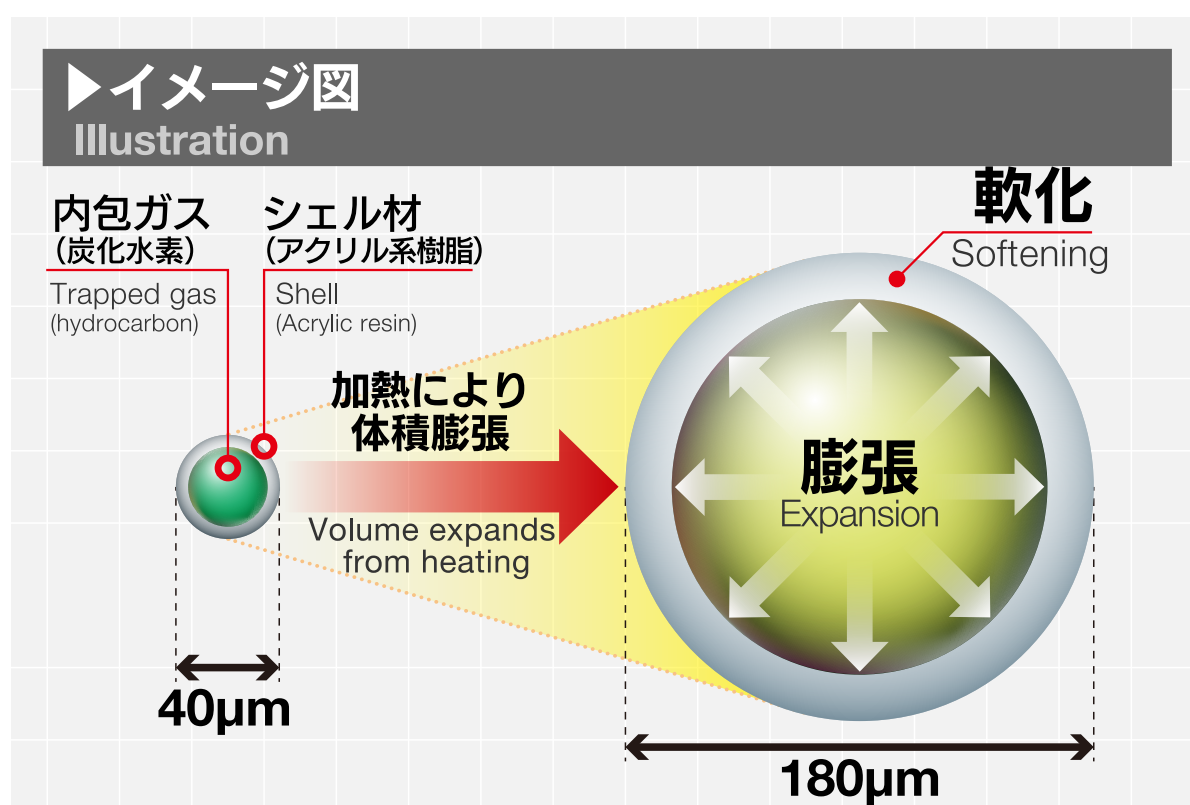 ▶イメージ図
Illustration
内包ガス
(炭化水素)
Trapped gas
(hydrocarbon)
シェル材
(アクリル系樹脂)
Shell
(Acrylic resin)
加熱により
体積膨張
Volume expands
from heating
軟化
Softening
膨張
Expansion
40μm
180μm